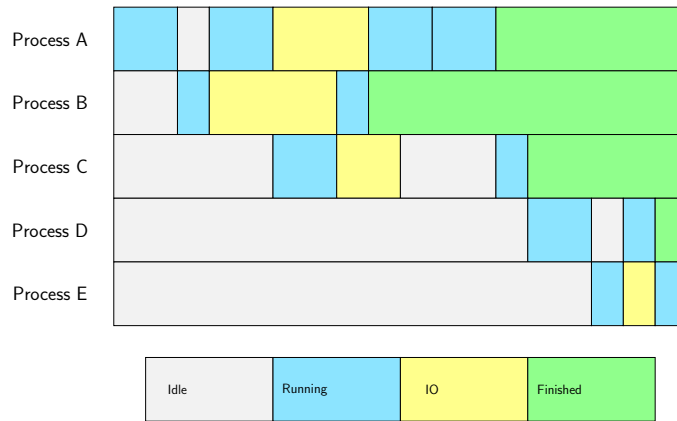 Process A
Process B
Process C
Process D
Process E
Idle Running IO Finished